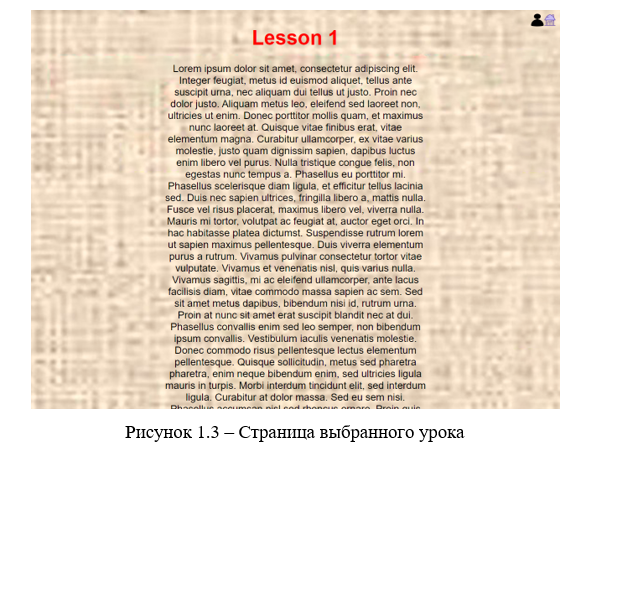 Lesson 1
Lorem ipsum dolor sit amet, consectetur adipiscing elit.
Integer feugiat, metus id euismod aliquet, tellus ante
suscipit urna, nec aliquam dui tellus ut justo. Proin nec
dolor justo. Aliquam metus leo, eleifend sed laoreet non,
ultricies ut enim. Donec porttitor mollis quam, et maximus
nunc laoreet at. Quisque vitae finibus erat, vitae
elementum magna. Curabitur ullamcorper, ex vitae varius
molestie, justo quam dignissim sapien, dapibus luctus
enim libero vel purus. Nulla tristique congue felis, non
egestas nunc tempus a. Phasellus eu porttitor mi.
Phasellus scelerisque diam ligula, et efficitur tellus lacinia
sed. Duis nec sapien ultrices, fringilla libero a, mattis nulla.
Fusce vel risus placerat, maximus libero vel, viverra nulla.
Mauris mi tortor, volutpat ac feugiat at, auctor eget orci. In
hac habitasse platea dictumst. Suspendisse rutrum lorem
ut sapien maximus pellentesque. Duis viverra elementum
purus a rutrum. Vivamus pulvinar consectetur tortor vitae
vulputate. Vivamus et venenatis nisl, quis varius nulla.
Vivamus sagittis, mi ac eleifend ullamcorper, ante lacus
facilisis diam, vitae commodo massa sapien ac sem. Sed
sit amet metus dapibus, bibendum nisi id, rutrum urna.
Proin at nunc sit amet erat suscipit blandit nec at dui.
Phasellus convallis enim sed leo semper, non bibendum
ipsum convallis. Vestibulum iaculis venenatis molestie.
Donec commodo risus pellentesque lectus elementum
pellentesque. Quisque sollicitudin, metus sed pharetra
pharetra, enim neque bibendum enim, sed ultricies ligula
mauris in turpis. Morbi interdum tincidunt elit, sed interdum
ligula. Curabitur at dolor massa. Sed eu sem nisi.
Phasellus accumsan nisl sed rhoncus ornare. Proin quis
Рисунок 1.3 – Страница выбранного урока